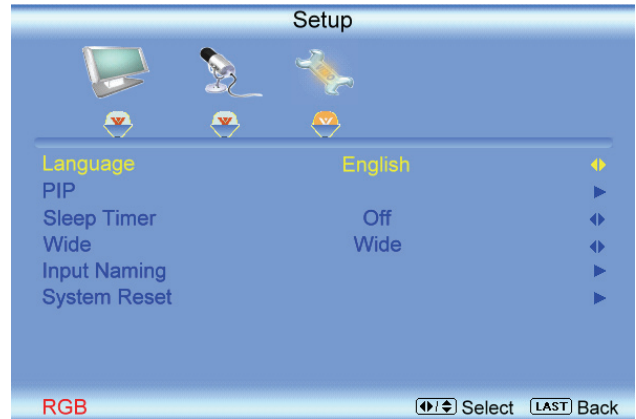 Setup
Language English
PIP
Sleep Timer Off
Wide Wide
Input Naming
System Reset
RGB Select LAST Back